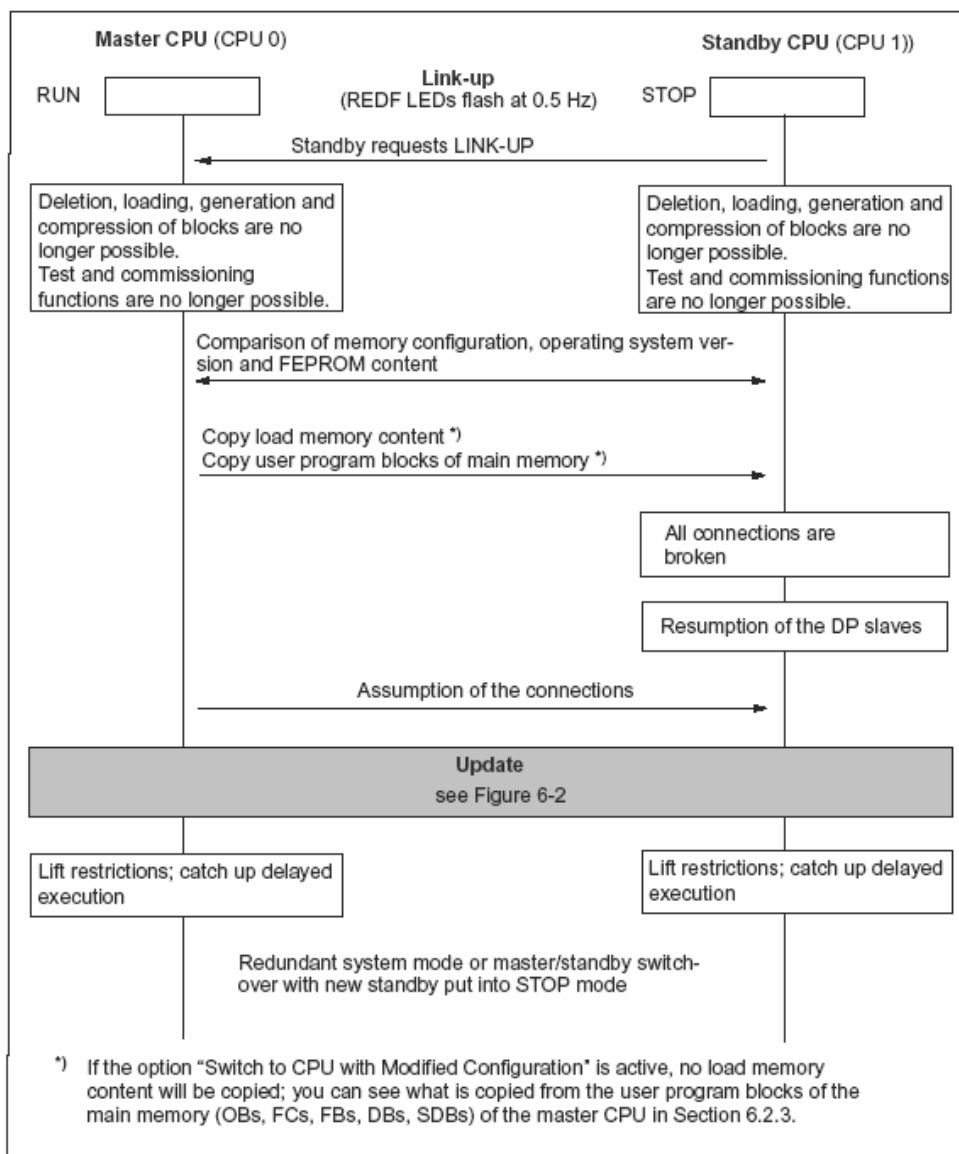 Master CPU (CPU 0)
Standby CPU (CPU 1))
Link-up
(REDF LEDs flash at 0.5 Hz)
RUN
STOP
Standby requests LINK-UP
Deletion, loading, generation and
compression of blocks are no
longer possible.
Test and commissioning
functions are no longer possible.
Deletion, loading, generation and
compression of blocks are no
longer possible.
Test and commissioning functions
are no longer possible.
Comparison of memory configuration, operating system ver-
sion and FEPROM content
Copy load memory content *)
Copy user program blocks of main memory *)
All connections are
broken
Resumption of the DP slaves
Assumption of the connections
Update
see Figure 6-2
Lift restrictions; catch up delayed
execution
Lift restrictions; catch up delayed
execution
Redundant system mode or master/standby switch-
over with new standby put into STOP mode
*) If the option “Switch to CPU with Modified Configuration” is active, no load memory
content will be copied; you can see what is copied from the user program blocks of the
main memory (OBs, FCs, FBs, DBs, SDBs) of the master CPU in Section 6.2.3.